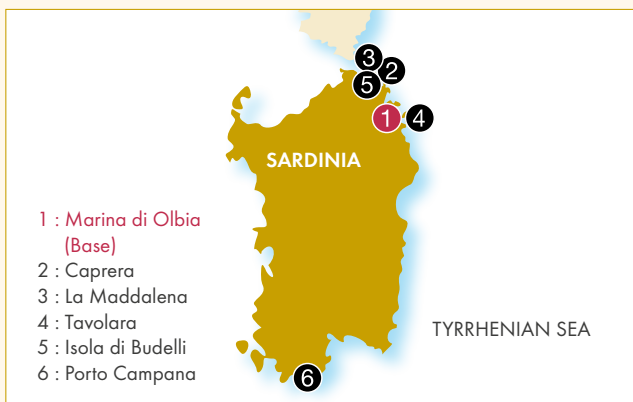 3
2
5
1
4
SARDINIA
1 : Marina di Olbia
(Base)
2 : Caprera
3 : La Maddalena
4 : Tavolara
5 : Isola di Budelli
6 : Porto Campana
TYRRHENIAN SEA
6